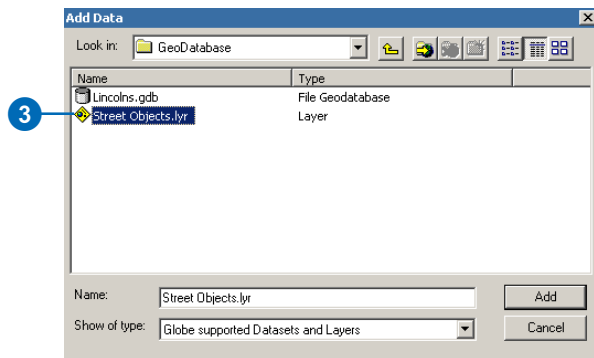 Add Data
Look in: GeoDatabase
Name Type
Lincolns.gdb File Geodatabase
3 Street Objects.lyr Layer
Name: Street Objects.lyr Add
Show of type: Globe supported Datasets and Layers Cancel